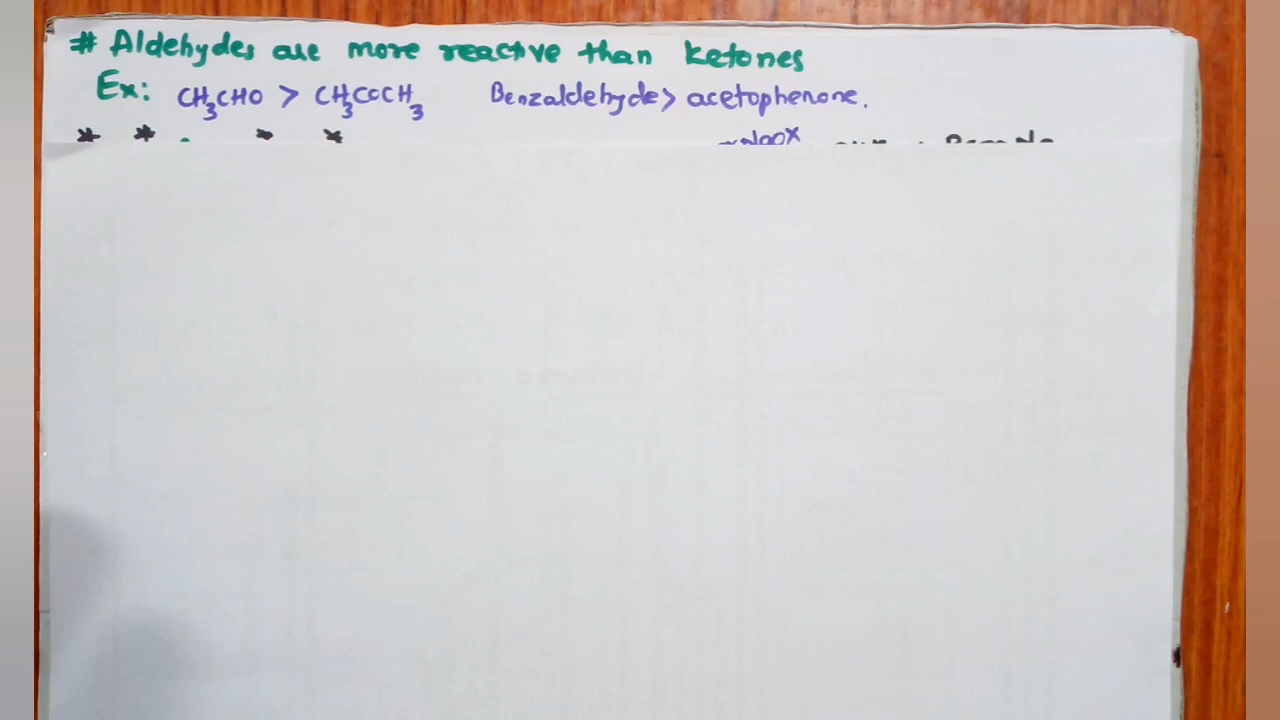 # Aldehydes are more reactive than ketones
Ex: CH₃CHO > CH₃COCH₃ Benzaldehyde > acetophenone.
* * * *